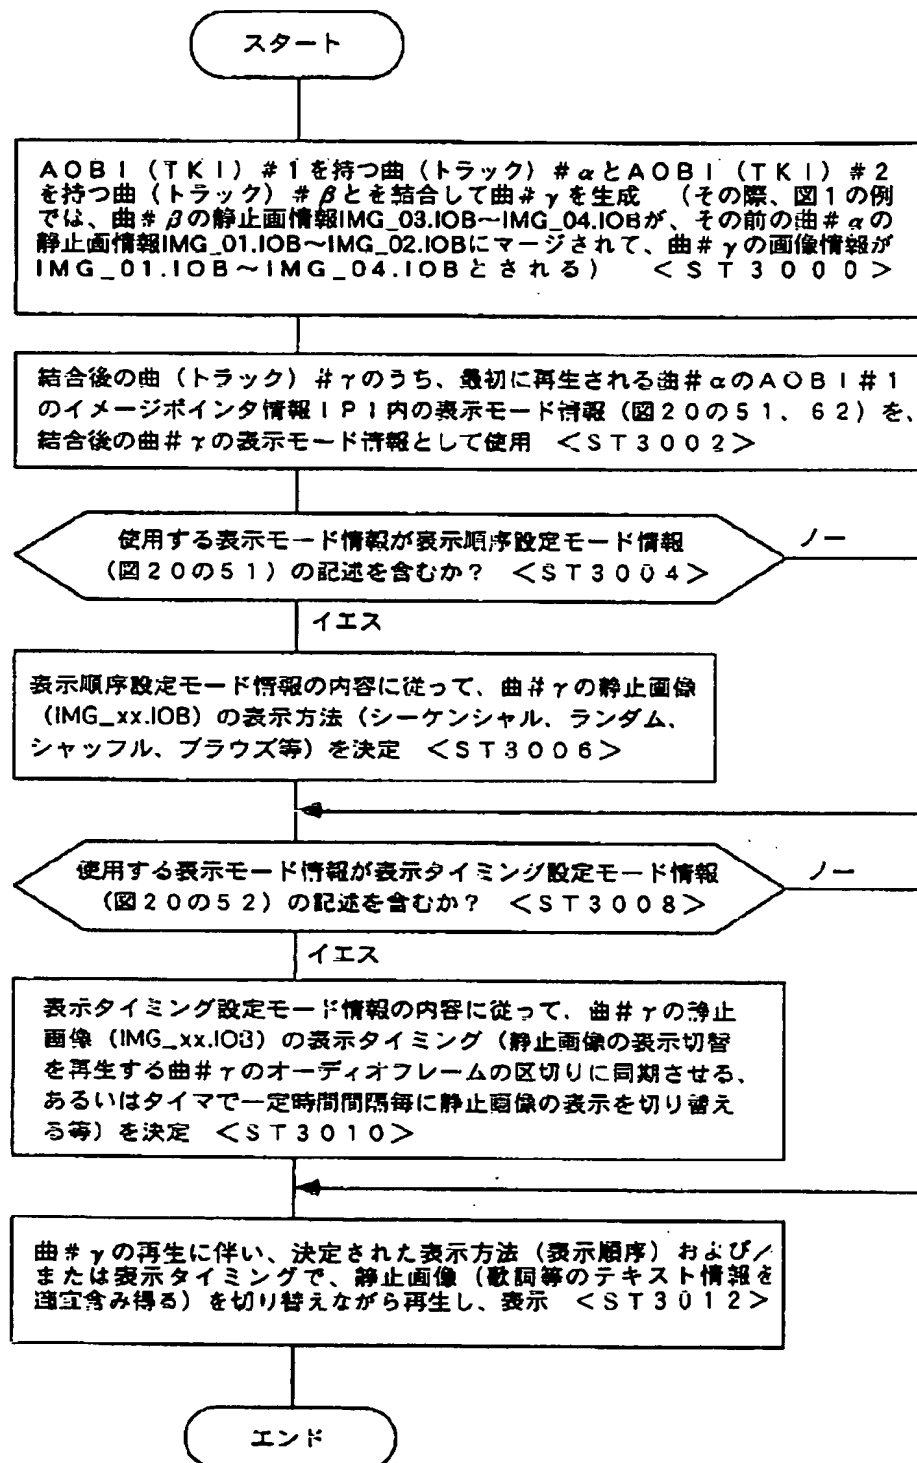 スタート
AOBI（TKI）#1を持つ曲（トラック）#αとAOBI（TKI）#2
を持つ曲（トラック）#βとを結合して曲#γを生成　（その際、図1の例
では、曲#βの静止画情報IMG_03.IOB～IMG_04.IOBが、その前の曲#αの
静止画情報IMG_01.IOB～IMG_02.IOBにマージされて、曲#γの画像情報が
IMG_01.IOB～IMG_04.IOBとされる）　＜ST3000＞
結合後の曲（トラック）#γのうち、最初に再生される曲#αのAOBI#1
のイメージポインタ情報IPI内の表示モード情報（図20の51、62）を、
結合後の曲#γの表示モード情報として使用　＜ST3002＞
使用する表示モード情報が表示順序設定モード情報
（図20の51）の記述を含むか？　＜ST3004＞
ノー
イエス
表示順序設定モード情報の内容に従って、曲#γの静止画像
（IMG_xx.IOB）の表示方法（シーケンシャル、ランダム、
シャッフル、ブラウズ等）を決定　＜ST3006＞
使用する表示モード情報が表示タイミング設定モード情報
（図20の52）の記述を含むか？　＜ST3008＞
ノー
イエス
表示タイミング設定モード情報の内容に従って、曲#γの静止
画像（IMG_xx.IOB）の表示タイミング（静止画像の表示切替
を再生する曲#γのオーディオフレームの区切りに同期させる、
あるいはタイマで一定時間間隔毎に静止画像の表示を切り替え
る等）を決定　＜ST3010＞
曲#γの再生に伴い、決定された表示方法（表示順序）および／
または表示タイミングで、静止画像（歌詞等のテキスト情報を
適宜含み得る）を切り替えながら再生し、表示　＜ST3012＞
エンド